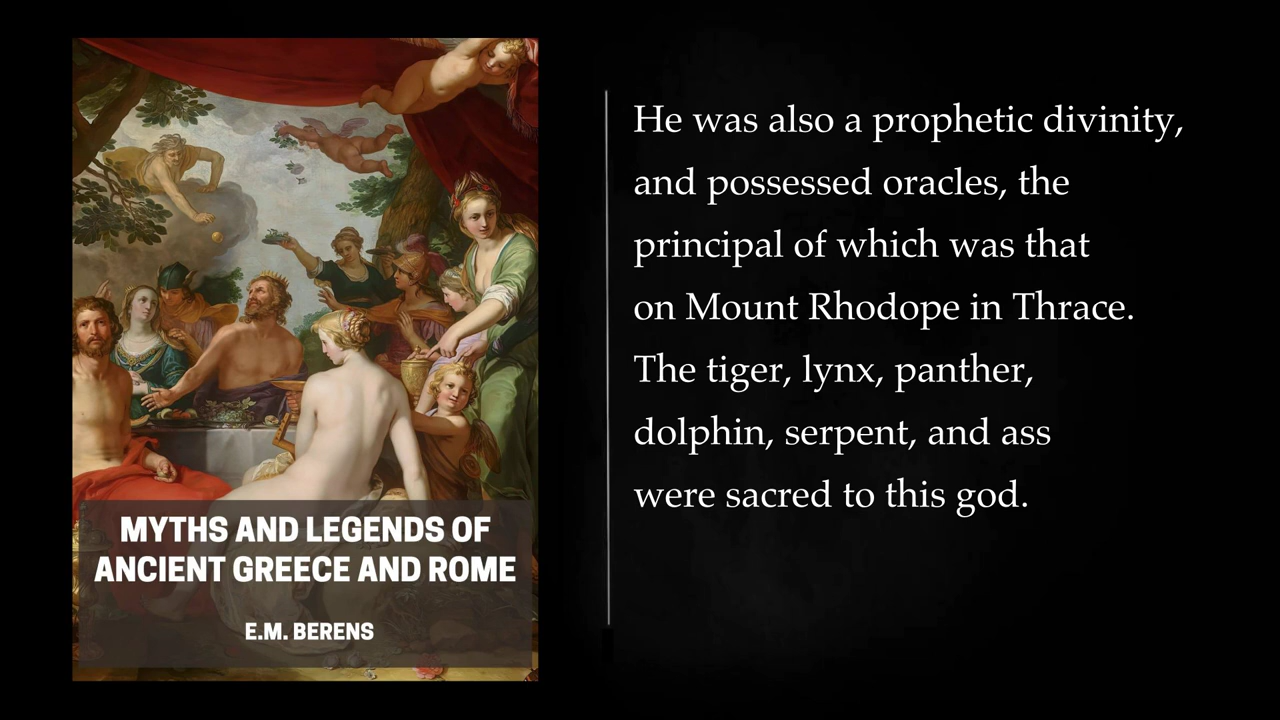 MYTHS AND LEGENDS OF
ANCIENT GREECE AND ROME
E.M. BERENS
He was also a prophetic divinity,
and possessed oracles, the
principal of which was that
on Mount Rhodope in Thrace.
The tiger, lynx, panther,
dolphin, serpent, and ass
were sacred to this god.